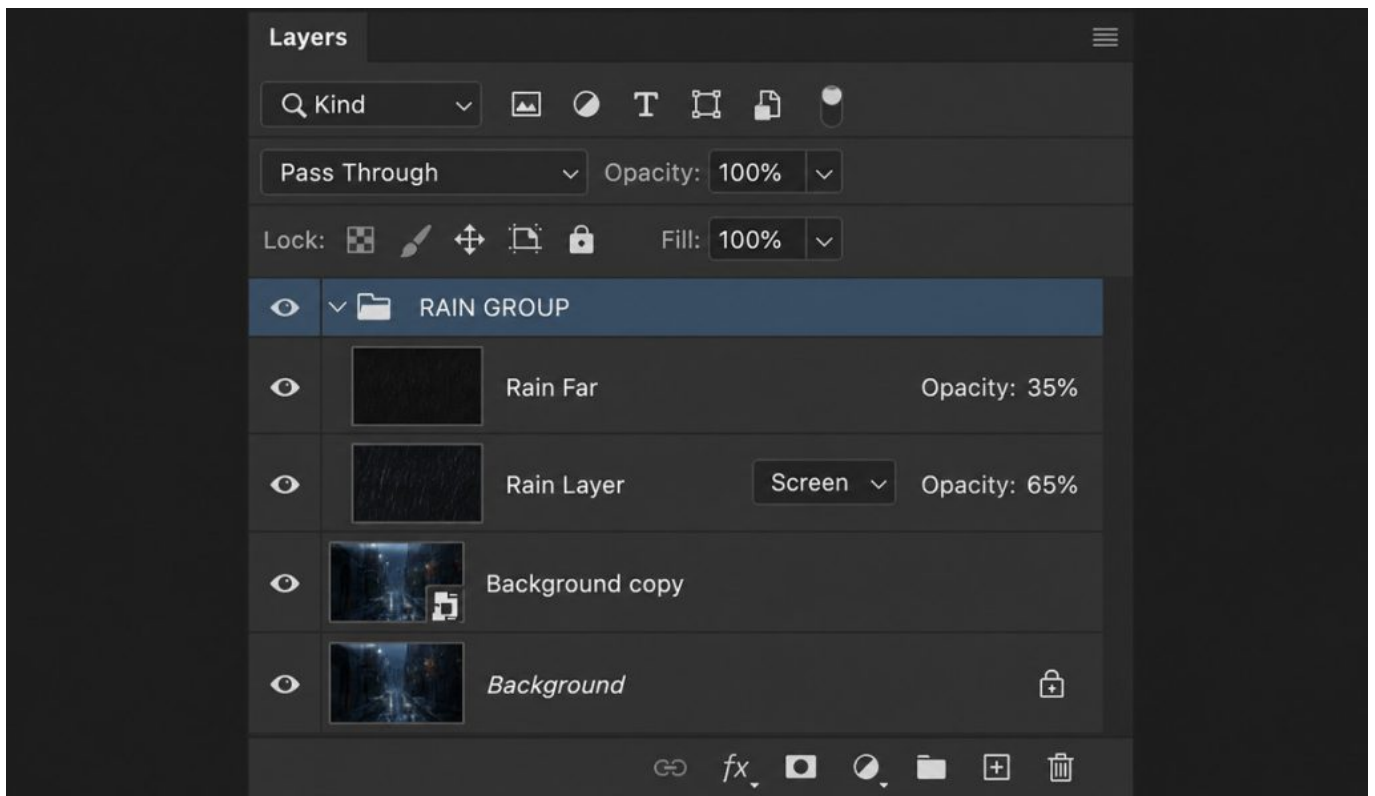 Layers
Kind
Pass Through Opacity: 100%
Lock: Fill: 100%
RAIN GROUP
Rain Far Opacity: 35%
Rain Layer Screen Opacity: 65%
Background copy
Background
fx